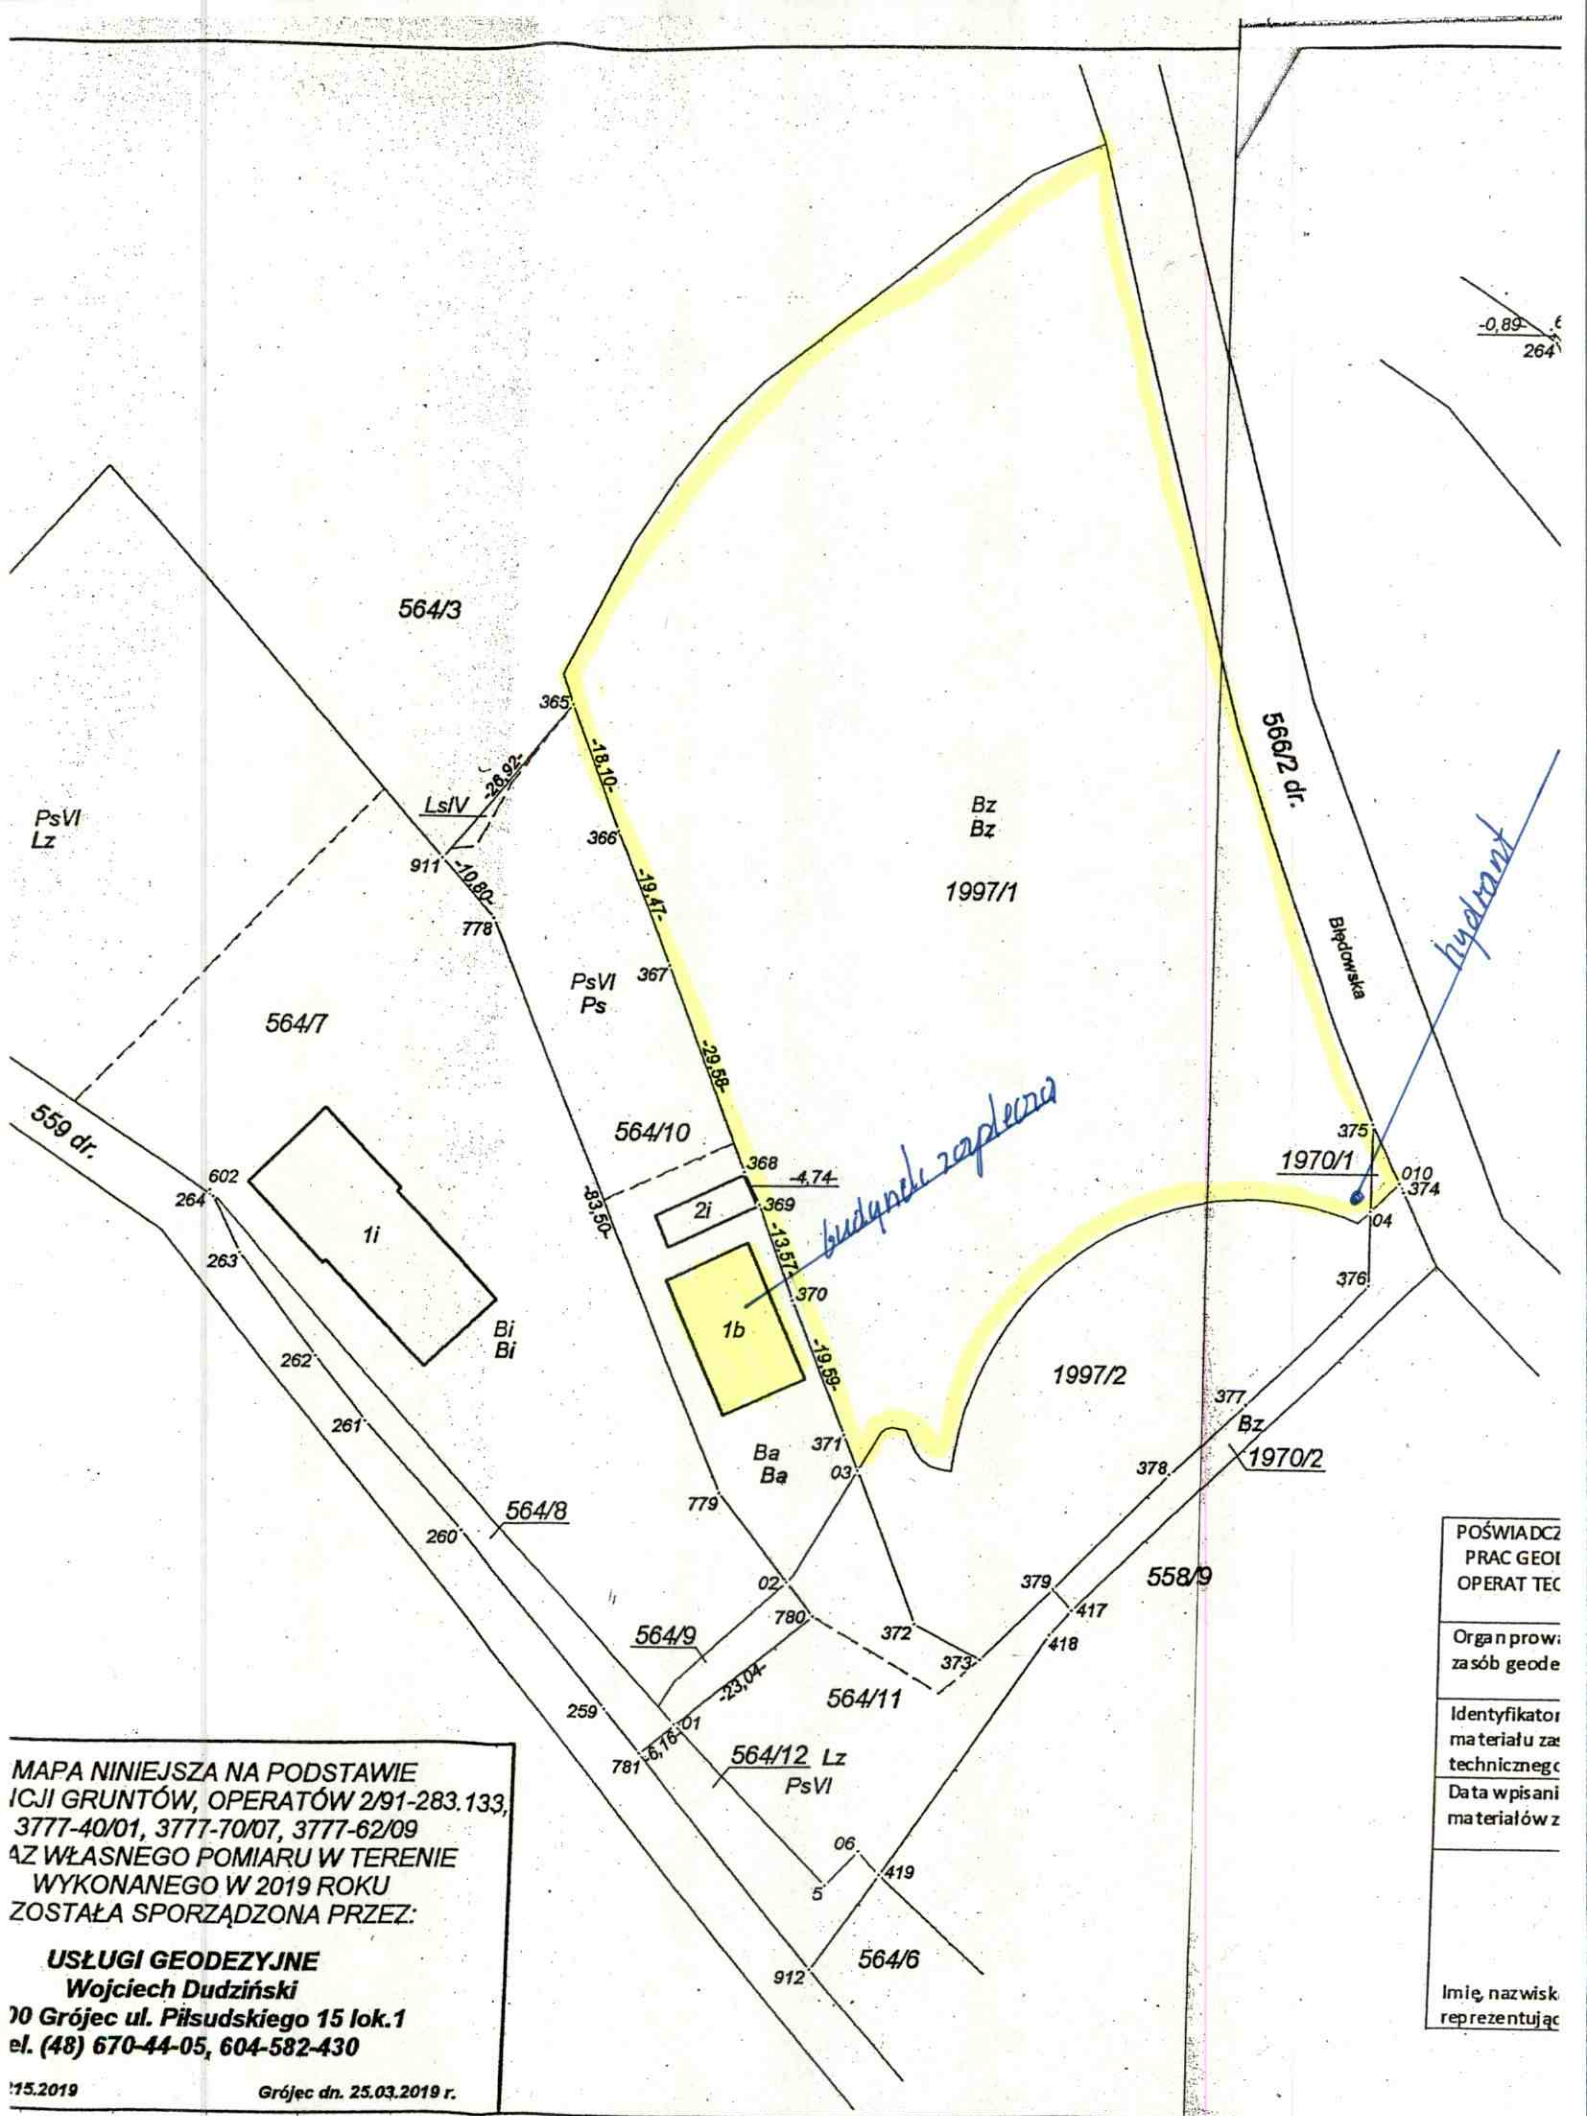 -0,89-
264
564/3
365
-18,10-
-26,92-
LsIV
PsVI
Lz
366
911
-10,80-
778
-19,47-
367
PsVI
Ps
Bz
Bz
1997/1
566/2 dr.
Błędowska
hydrant
564/7
-29,58-
564/10
559 dr.
368
-4,74-
369
budynek zaplecza
375
1970/1
010
374
04
376
602
264
263
1i
2i
-83,50-
-13,57-
370
1b
-19,59-
Bi
Bi
262
261
1997/2
377
Bz
1970/2
378
371
03
Ba
Ba
779
564/8
260
02
780
379
417
418
558/9
564/9
-23,04-
372
373
564/11
259
01
-6,16-
781
564/12 Lz
PsVI
06
419
5
912
564/6
MAPA NINIEJSZA NA PODSTAWIE
ICJI GRUNTÓW, OPERATÓW 2/91-283.133,
3777-40/01, 3777-70/07, 3777-62/09
AZ WŁASNEGO POMIARU W TERENIE
WYKONANEGO W 2019 ROKU
ZOSTAŁA SPORZĄDZONA PRZEZ:
USŁUGI GEODEZYJNE
Wojciech Dudziński
00 Grójec ul. Piłsudskiego 15 lok.1
el. (48) 670-44-05, 604-582-430
15.2019 Grójec dn. 25.03.2019 r.
POŚWIADCZ
PRAC GEOD
OPERAT TEC
Organ prowa
zasób geode
Identyfikator
materiału zas
technicznego
Data wpisani
materiałów z
Imię, nazwisk
reprezentując